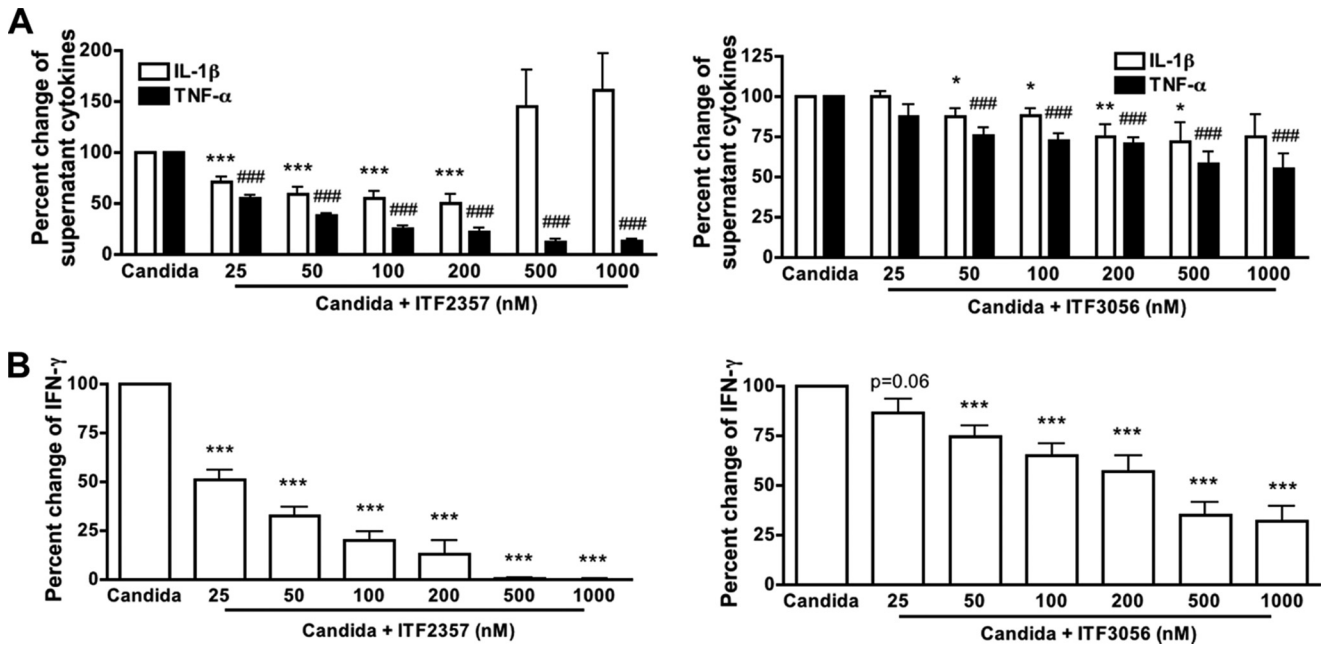 A
Percent change of
supernatant cytokines
200
150
100
50
0
IL-1β
TNF-α
***
###
***
###
***
###
***
###
###
###
Candida 25 50 100 200 500 1000
Candida + ITF2357 (nM)
Percent change of
supernatant cytokines
125
100
75
50
25
0
IL-1β
TNF-α
*
###
*
###
**
###
*
###
###
Candida 25 50 100 200 500 1000
Candida + ITF3056 (nM)
B
Percent change of IFN-γ
100
75
50
25
0
***
***
***
***
***
***
Candida 25 50 100 200 500 1000
Candida + ITF2357 (nM)
Percent change of IFN-γ
100
75
50
25
0
p=0.06
***
***
***
***
***
Candida 25 50 100 200 500 1000
Candida + ITF3056 (nM)